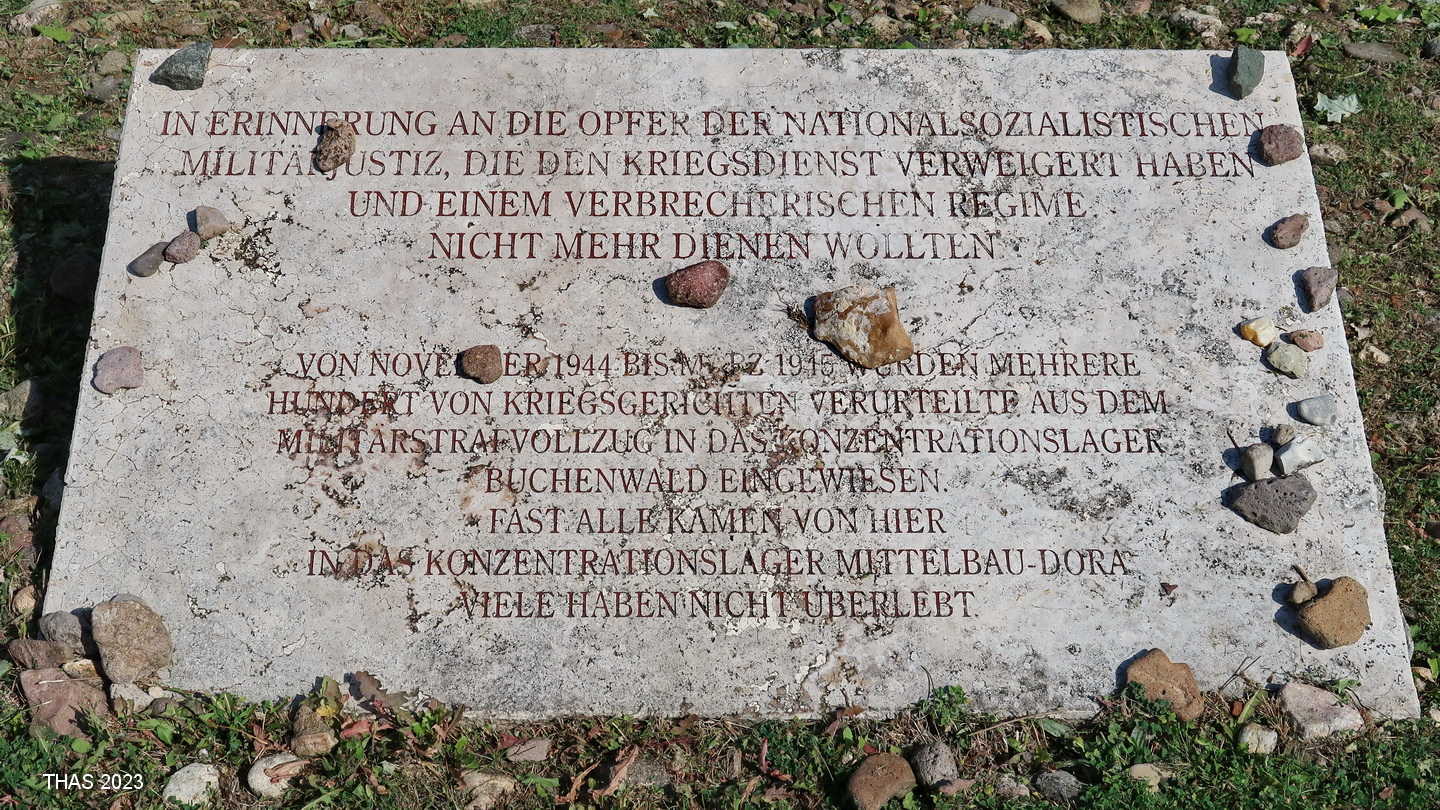 IN ERINNERUNG AN DIE OPFER DER NATIONALSOZIALISTISCHEN
MILITÄRJUSTIZ, DIE DEN KRIEGSDIENST VERWEIGERT HABEN
UND EINEM VERBRECHERISCHEN REGIME
NICHT MEHR DIENEN WOLLTEN
VON NOVEMBER 1944 BIS MÄRZ 1945 WURDEN MEHRERE
HUNDERT VON KRIEGSGERICHTEN VERURTEILTE AUS DEM
MILITÄRSTRAFVOLLZUG IN DAS KONZENTRATIONSLAGER
BUCHENWALD EINGEWIESEN.
FAST ALLE KAMEN VON HIER
IN DAS KONZENTRATIONSLAGER MITTELBAU-DORA.
VIELE HABEN NICHT ÜBERLEBT.
THAS 2023